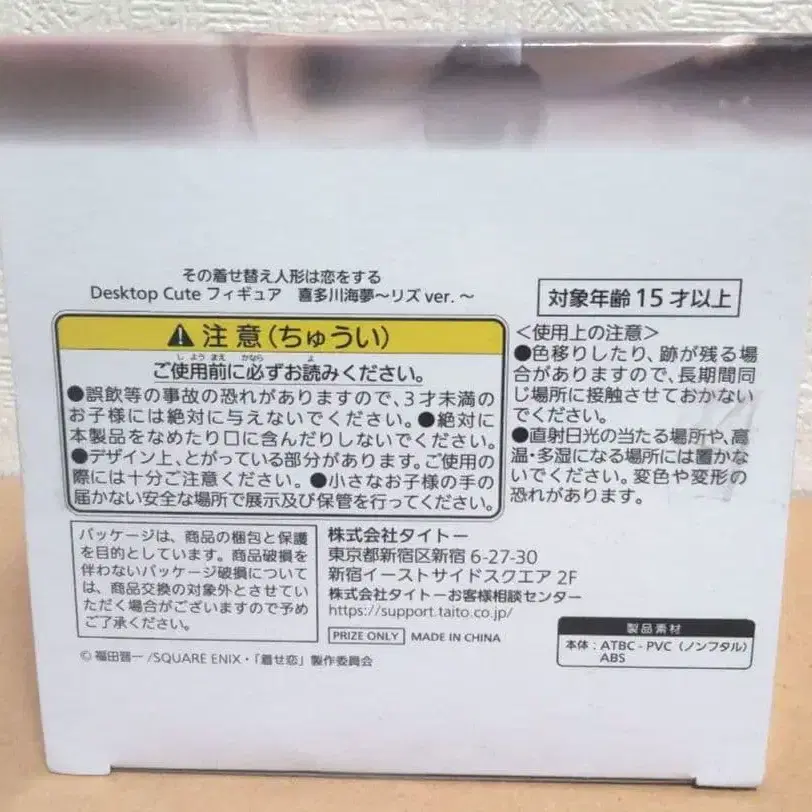 その着せ替え人形は恋をする
Desktop Cute フィギュア 喜多川海夢～リズ ver. ～
対象年齢 15 才以上
⚠ 注意(ちゅうい)
しようまえ かなら よ
ご使用前に必ずお読みください。
●誤飲等の事故の恐れがありますので、3才未満の
お子様には絶対に与えないでください。●絶対に
本製品をなめたり口に含んだりしないでください。
●デザイン上、とがっている部分があります。ご使用の
際には十分ご注意ください。●小さなお子様の手の
届かない安全な場所で展示及び保管を行ってください。
＜使用上の注意＞
●色移りしたり、跡が残る場
合がありますので、長期間同
じ場所に接触させておかない
でください。
●直射日光の当たる場所や、高
温・多湿になる場所には置かな
いでください。変色や変形の
恐れがあります。
パッケージは、商品の梱包と保護
を目的としています。商品破損を
伴わないパッケージ破損について
は、商品交換の対象外とさせてい
ただく場合がございますので予め
ご了承ください。
株式会社タイトー
東京都新宿区新宿 6-27-30
新宿イーストサイドスクエア 2F
株式会社タイトーお客様相談センター
https://support.taito.co.jp/
PRIZE ONLY MADE IN CHINA
製品素材
本体：ATBC - PVC（ノンフタル）
ABS
© 福田晋一 /SQUARE ENIX・「着せ恋」製作委員会